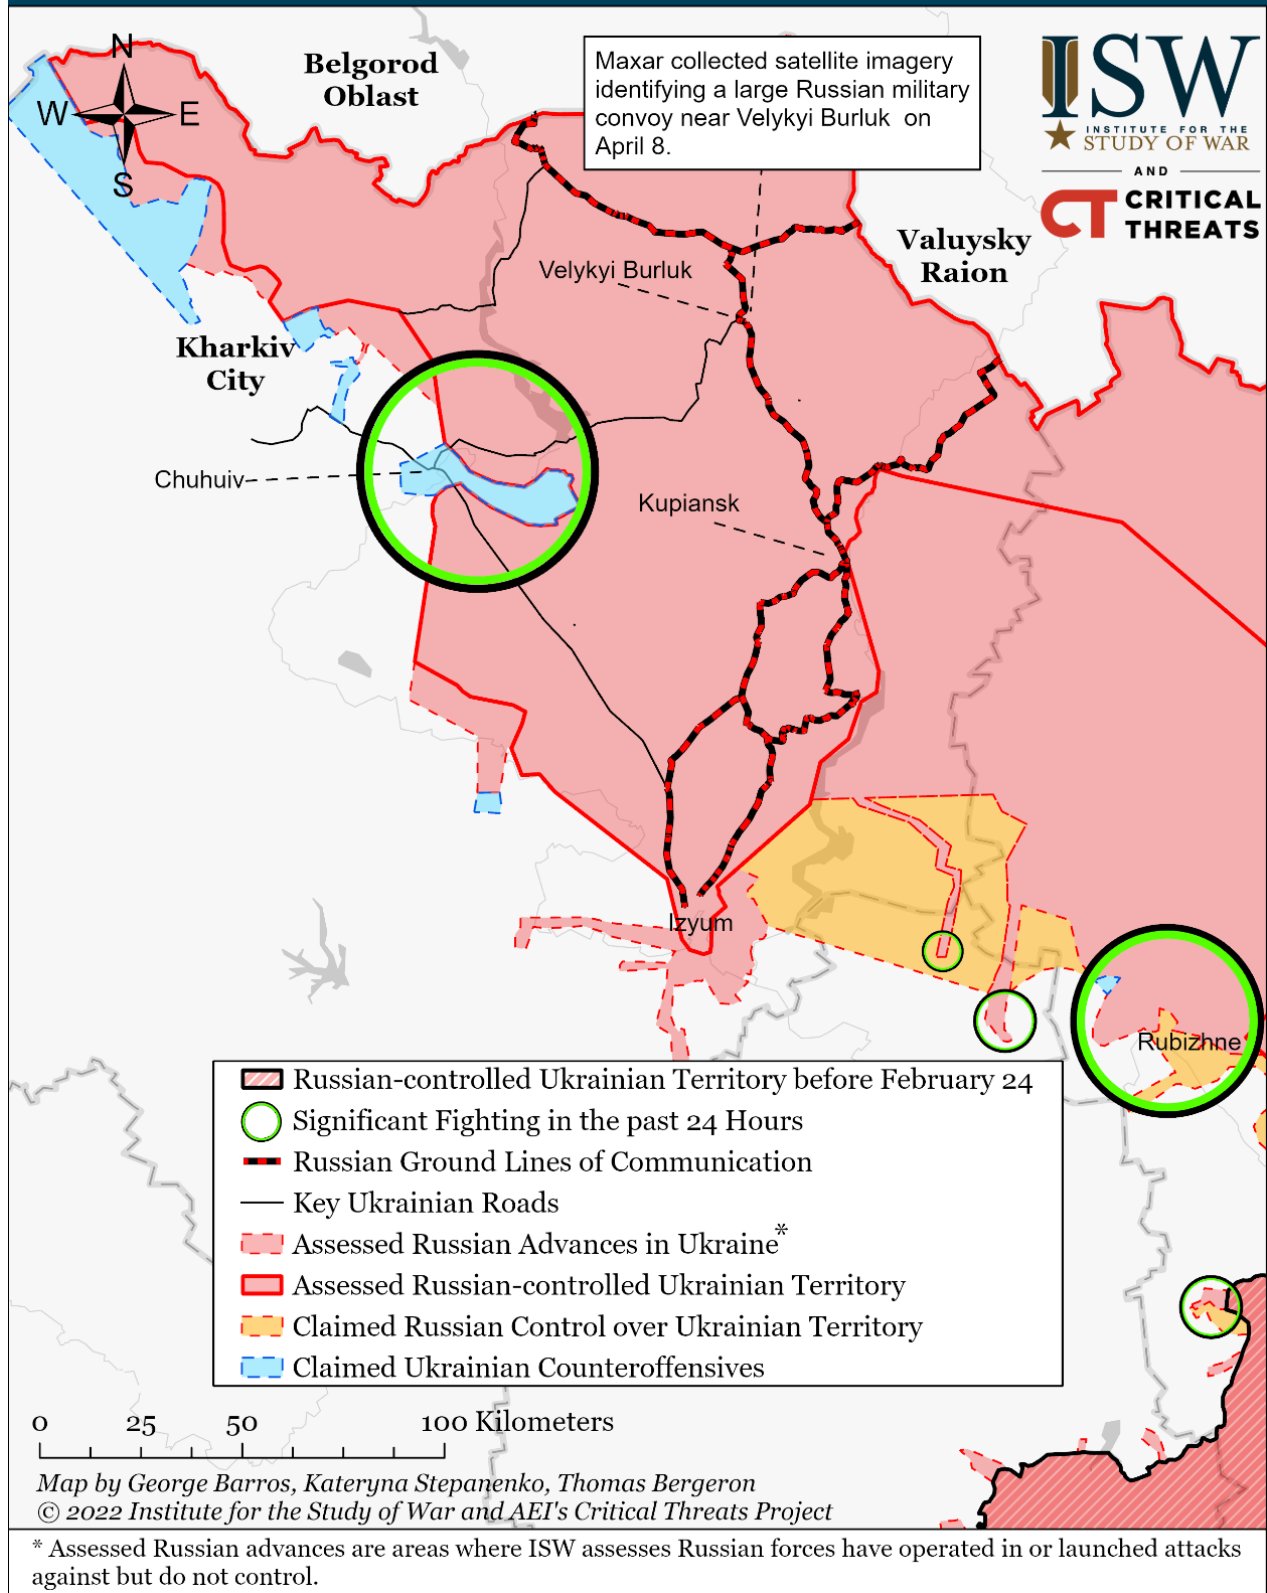 N
W E
S
Belgorod
Oblast
Maxar collected satellite imagery
identifying a large Russian military
convoy near Velykyi Burluk on
April 8.
ISW
INSTITUTE FOR THE
STUDY OF WAR
AND
CT CRITICAL
THREATS
Valuysky
Raion
Velykyi Burluk
Kharkiv
City
Chuhuiv
Kupiansk
Izyum
Rubizhne
Russian-controlled Ukrainian Territory before February 24
Significant Fighting in the past 24 Hours
Russian Ground Lines of Communication
Key Ukrainian Roads
Assessed Russian Advances in Ukraine*
Assessed Russian-controlled Ukrainian Territory
Claimed Russian Control over Ukrainian Territory
Claimed Ukrainian Counteroffensives
0 25 50 100 Kilometers
Map by George Barros, Kateryna Stepanenko, Thomas Bergeron
© 2022 Institute for the Study of War and AEI's Critical Threats Project
* Assessed Russian advances are areas where ISW assesses Russian forces have operated in or launched attacks
against but do not control.